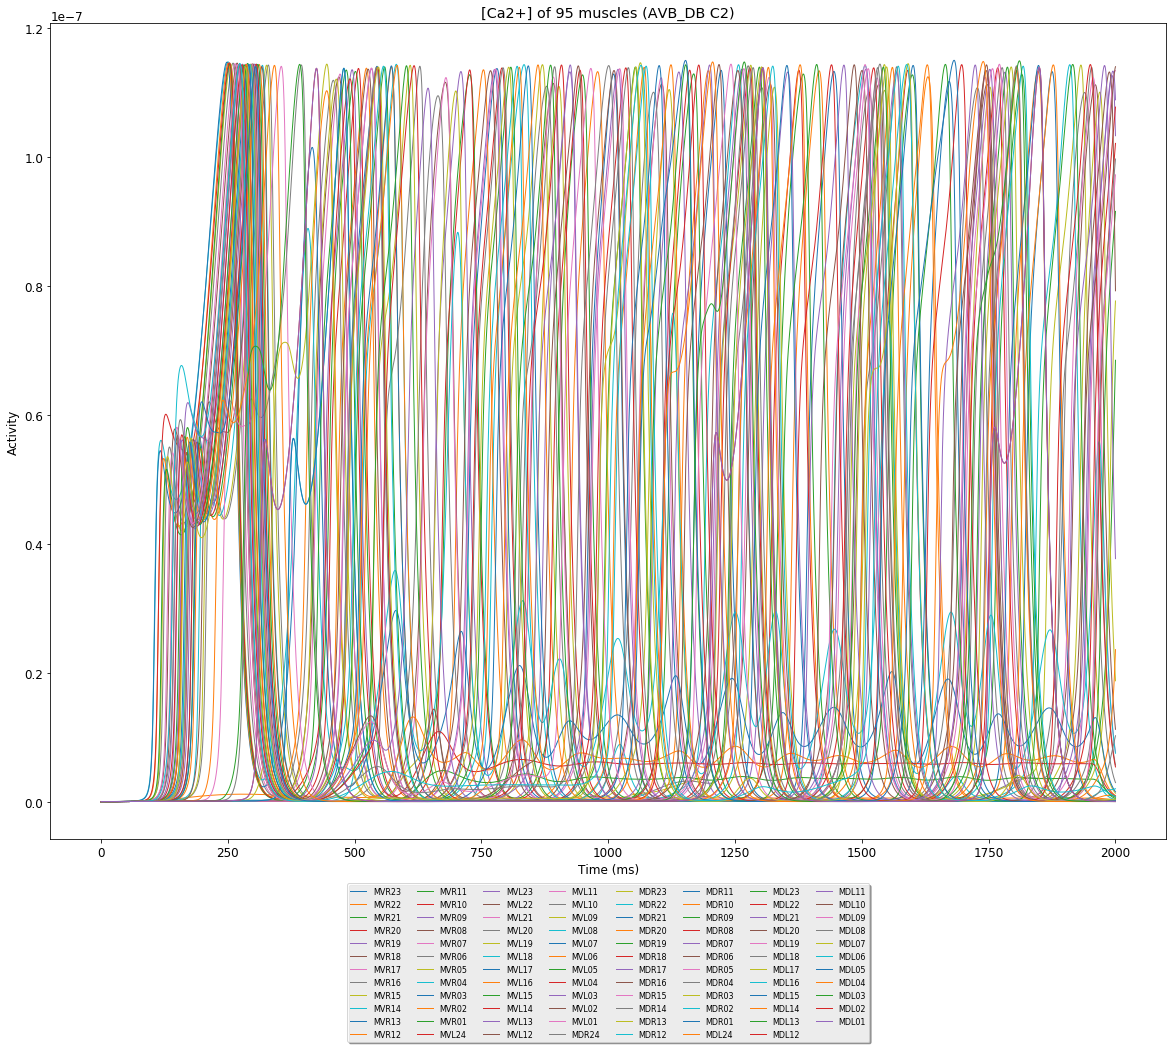 [Ca2+] of 95 muscles (AVB_DB C2)
1e−7
1.2
1.0
0.8
0.6
0.4
0.2
0.0
Activity
0 250 500 750 1000 1250 1500 1750 2000
Time (ms)
MVR23 MVR11 MVL23 MVL11 MDR23 MDR11 MDL23 MDL11
MVR22 MVR10 MVL22 MVL10 MDR22 MDR10 MDL22 MDL10
MVR21 MVR09 MVL21 MVL09 MDR21 MDR09 MDL21 MDL09
MVR20 MVR08 MVL20 MVL08 MDR20 MDR08 MDL20 MDL08
MVR19 MVR07 MVL19 MVL07 MDR19 MDR07 MDL19 MDL07
MVR18 MVR06 MVL18 MVL06 MDR18 MDR06 MDL18 MDL06
MVR17 MVR05 MVL17 MVL05 MDR17 MDR05 MDL17 MDL05
MVR16 MVR04 MVL16 MVL04 MDR16 MDR04 MDL16 MDL04
MVR15 MVR03 MVL15 MVL03 MDR15 MDR03 MDL15 MDL03
MVR14 MVR02 MVL14 MVL02 MDR14 MDR02 MDL14 MDL02
MVR13 MVR01 MVL13 MVL01 MDR13 MDR01 MDL13 MDL01
MVR12 MVL24 MVL12 MDR24 MDR12 MDL24 MDL12